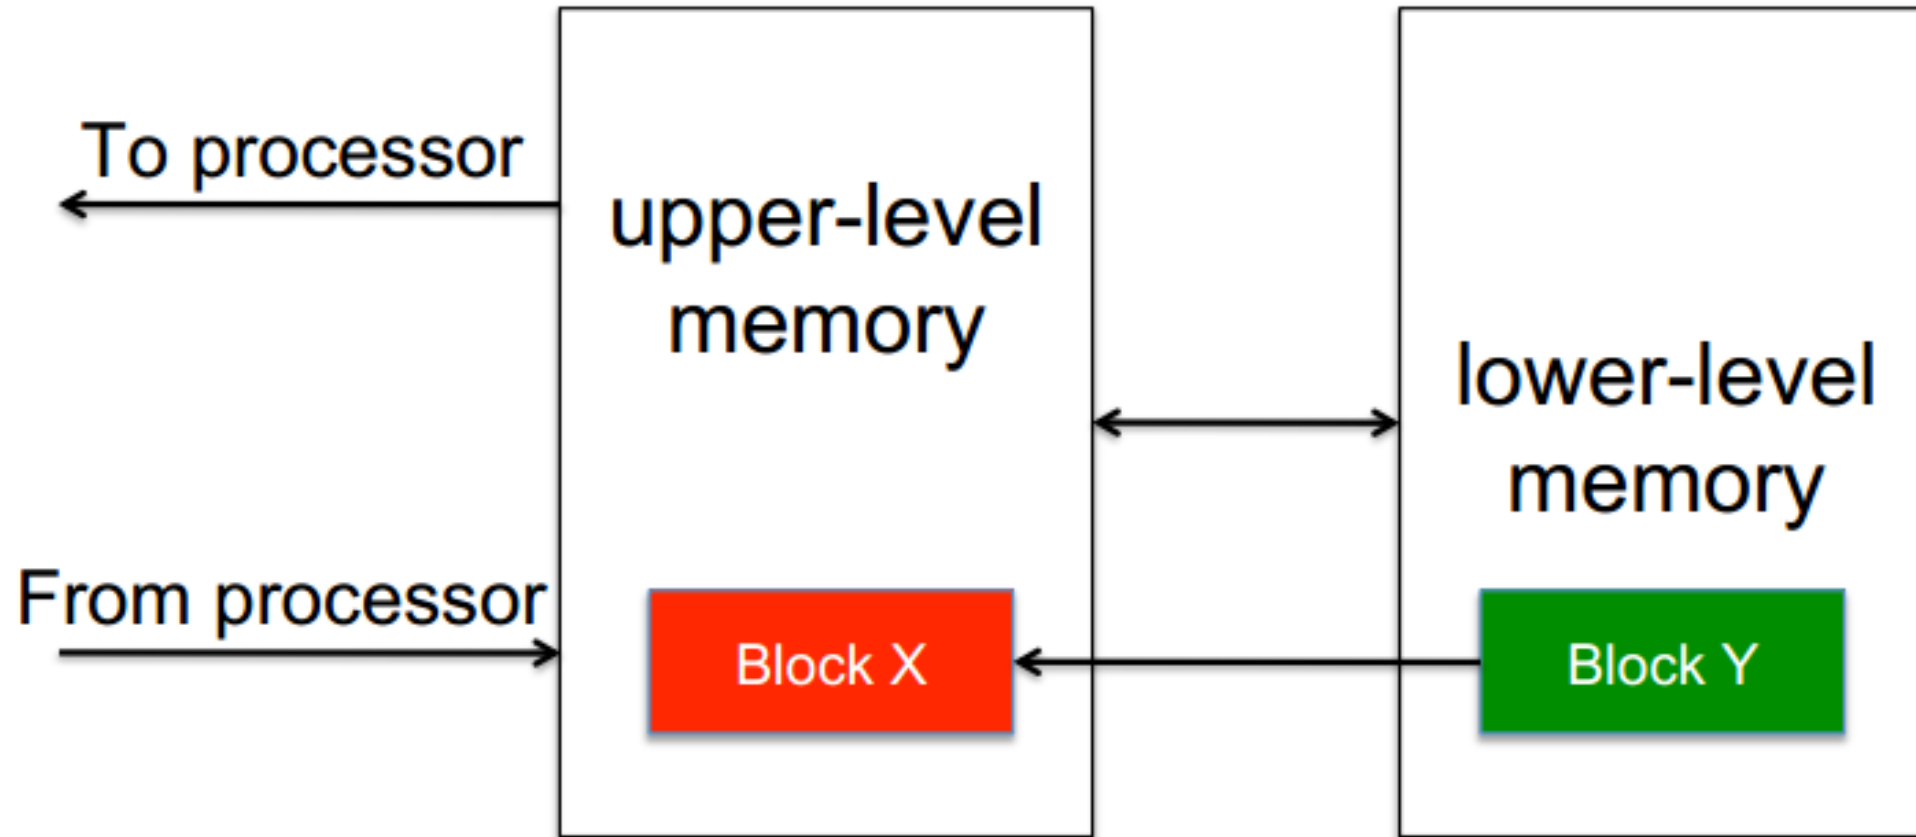 To processor
upper-level
memory
lower-level
memory
From processor
Block X
Block Y